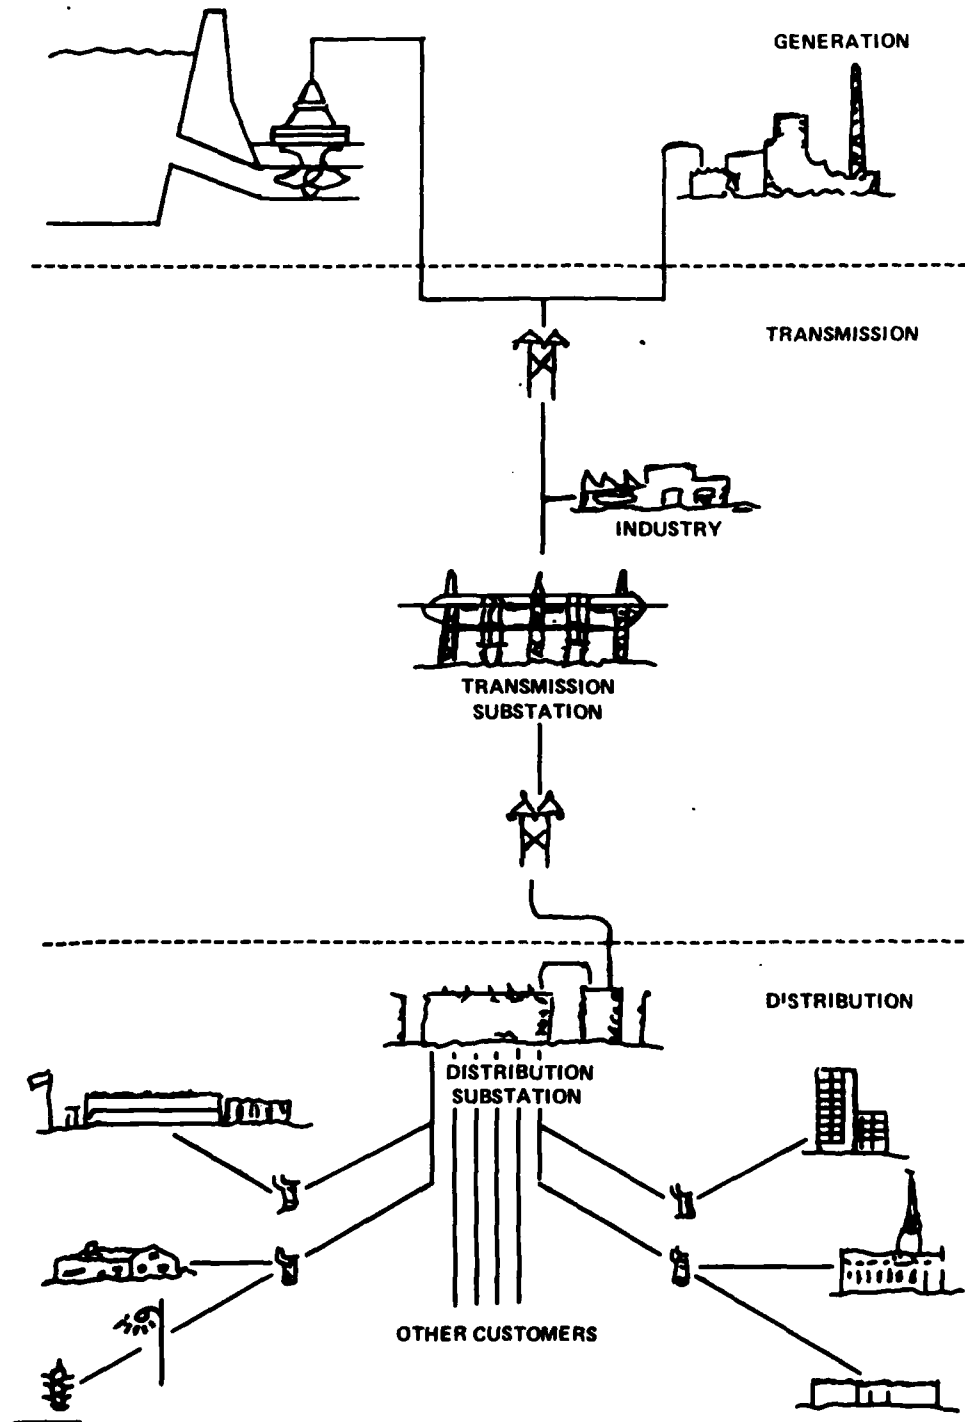 GENERATION
TRANSMISSION
INDUSTRY
TRANSMISSION
SUBSTATION
DISTRIBUTION
DISTRIBUTION
SUBSTATION
OTHER CUSTOMERS